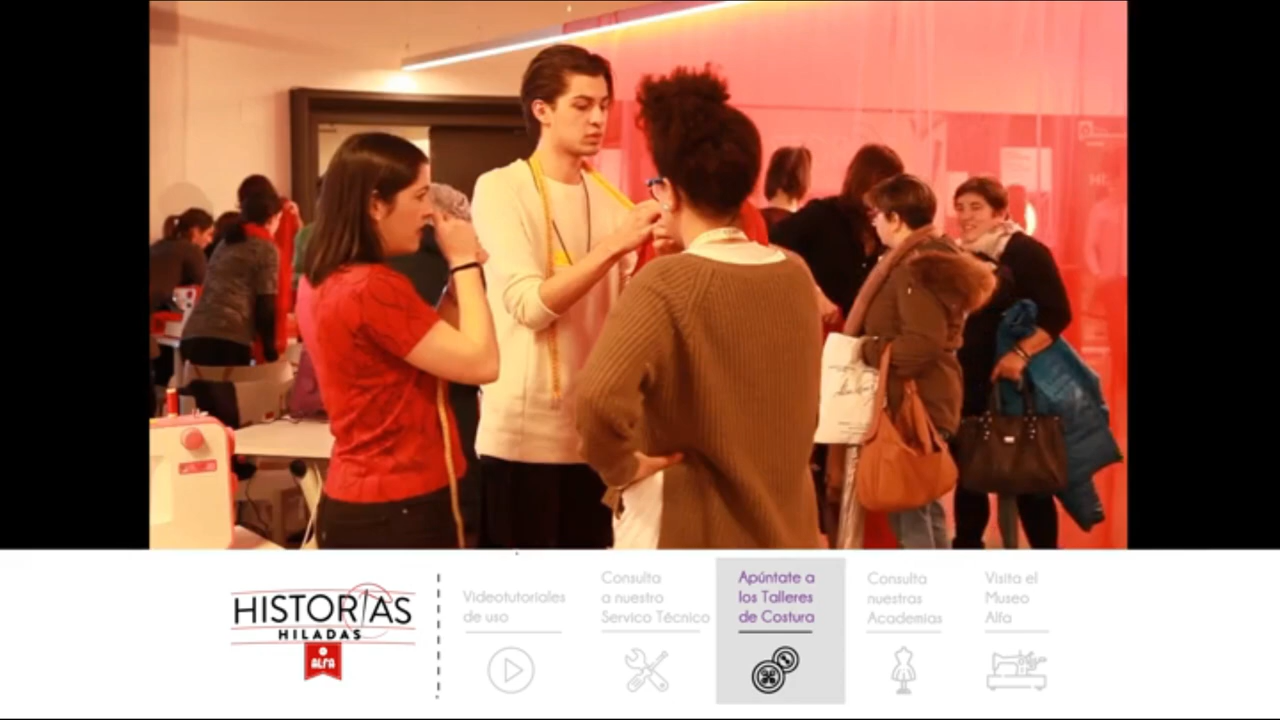 HISTORIAS
HILADAS
ALFA
Videotutoriales
de uso
Consulta
a nuestro
Servico Técnico
Apúntate a
los Talleres
de Costura
Consulta
nuestras
Academias
Visita el
Museo
Alfa